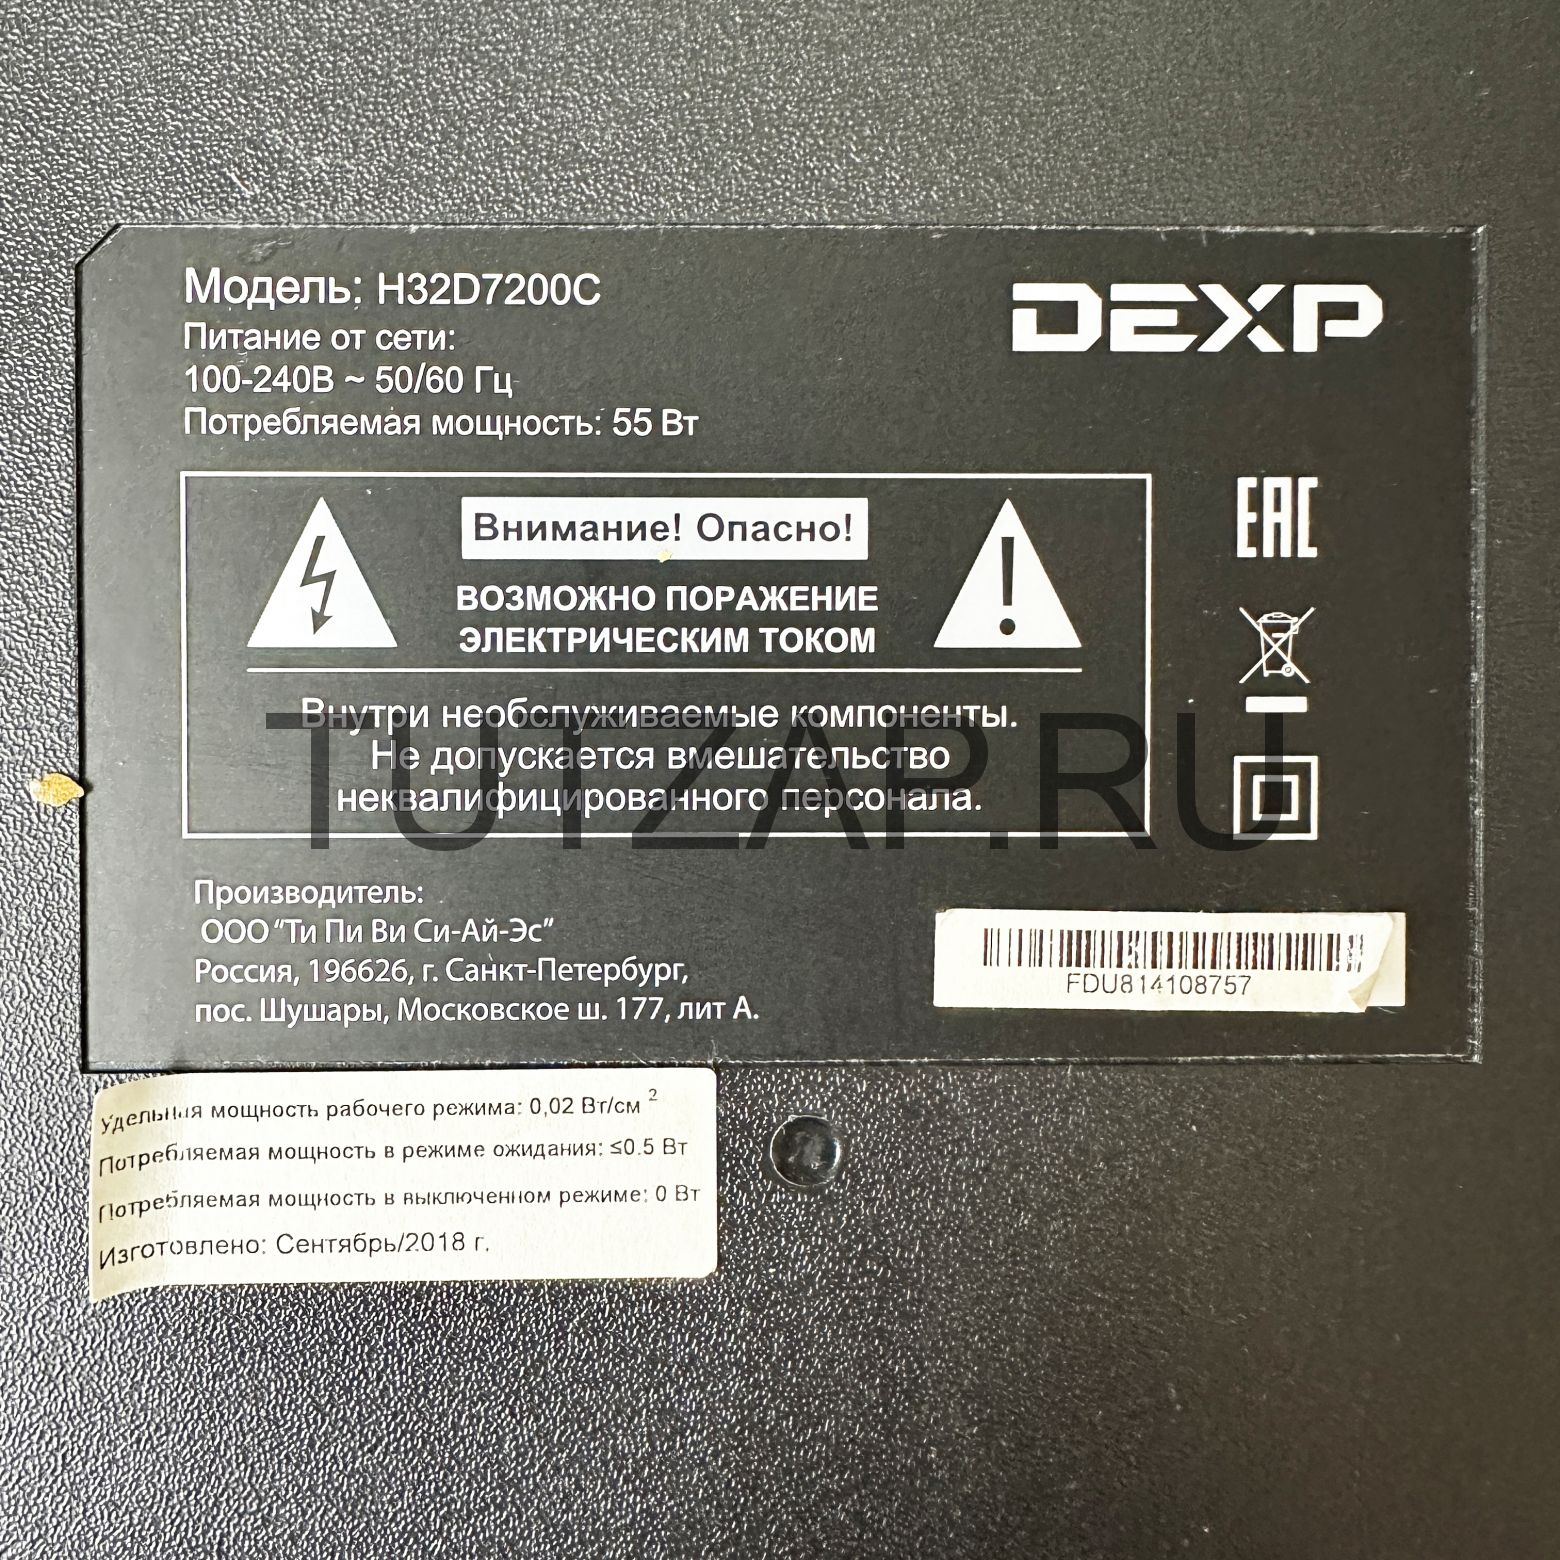 Модель: H32D7200C
DEXP
Питание от сети:
100-240В ~ 50/60 Гц
Потребляемая мощность: 55 Вт
Внимание! Опасно!
ВОЗМОЖНО ПОРАЖЕНИЕ
ЭЛЕКТРИЧЕСКИМ ТОКОМ
EAC
Внутри необслуживаемые компоненты.
Не допускается вмешательство
неквалифицированного персонала.
TUTZAP.RU
Производитель:
ООО "Ти Пи Ви Си-Ай-Эс"
Россия, 196626, г. Санкт-Петербург,
пос. Шушары, Московское ш. 177, лит А.
FDU814108757
Удельная мощность рабочего режима: 0,02 Вт/см 2
Потребляемая мощность в режиме ожидания: ≤0.5 Вт
Потребляемая мощность в выключенном режиме: 0 Вт
Изготовлено: Сентябрь/2018 г.